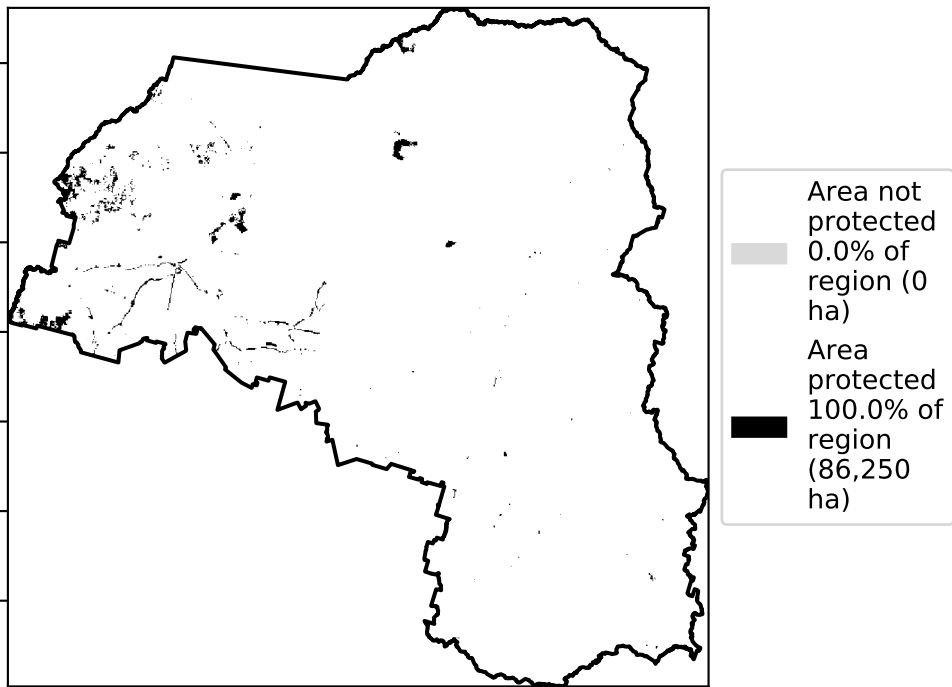 Area not
protected
0.0% of
region (0
ha)
Area
protected
100.0% of
region
(86,250
ha)